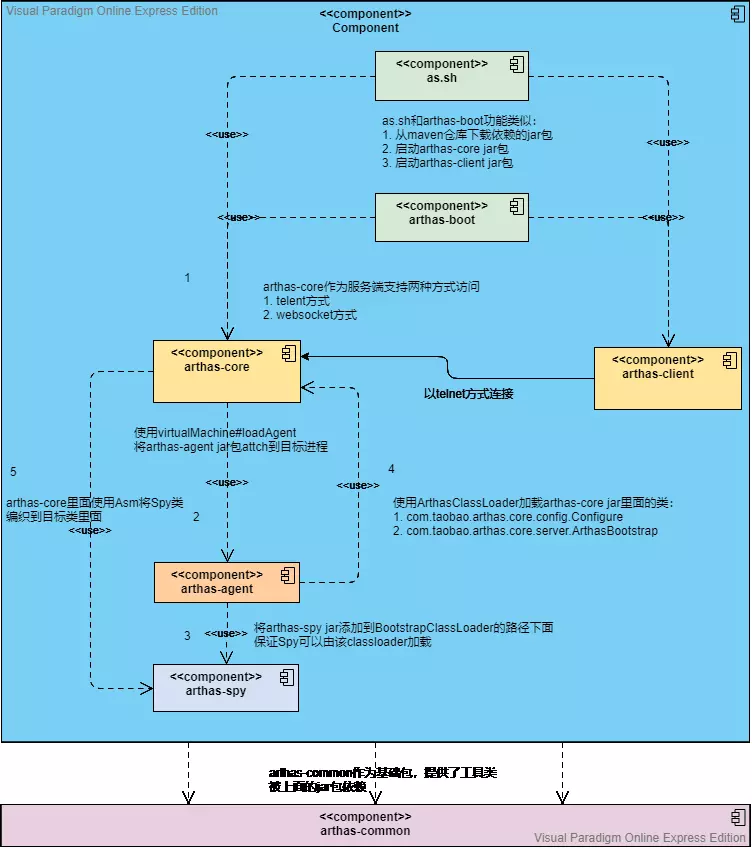 Visual Paradigm Online Express Edition
<<component>>
Component
<<component>>
as.sh
<<use>>
<<use>>
as.sh和arthas-boot功能类似：
1. 从maven仓库下载依赖的jar包
2. 启动arthas-core jar包
3. 启动arthas-client jar包
<<component>>
arthas-boot
<<use>>
<<use>>
1
arthas-core作为服务端支持两种方式访问
1. telent方式
2. websocket方式
<<component>>
arthas-core
<<component>>
arthas-client
以telnet方式连接
使用virtualMachine#loadAgent
将arthas-agent jar包attch到目标进程
5
4
<<use>>
<<use>>
arthas-core里面使用Asm将Spy类
编织到目标类里面
<<use>>
2
使用ArthasClassLoader加载arthas-core jar里面的类：
1. com.taobao.arthas.core.config.Configure
2. com.taobao.arthas.core.server.ArthasBootstrap
<<component>>
arthas-agent
3
<<use>>
将arthas-spy jar添加到BootstrapClassLoader的路径下面
保证Spy可以由该classloader加载
<<component>>
arthas-spy
arthas-common作为基础包，提供了工具类
被上面的jar包依赖
<<component>>
arthas-common
Visual Paradigm Online Express Edition